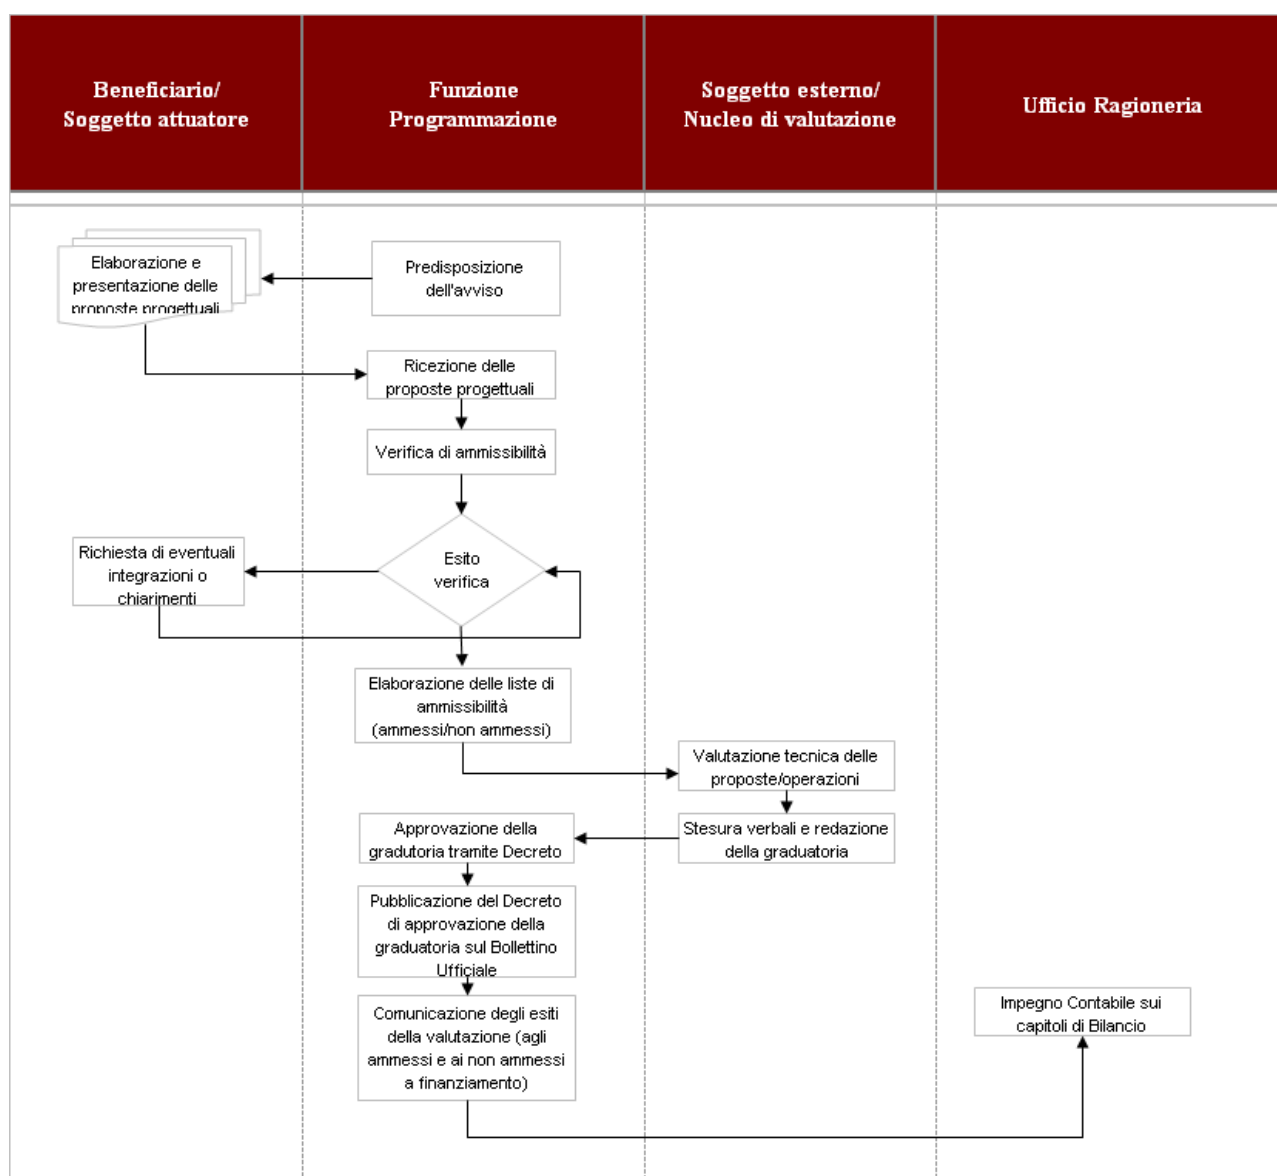 Beneficiario/
Soggetto attuatore
Funzione
Programmazione
Soggetto esterno/
Nucleo di valutazione
Ufficio Ragioneria
Elaborazione e
presentazione delle
proposte progettuali
Predisposizione
dell'avviso
Ricezione delle
proposte progettuali
Verifica di ammissibilità
Esito
verifica
Richiesta di eventuali
integrazioni o
chiarimenti
Elaborazione delle liste di
ammissibilità
(ammessi/non ammessi)
Valutazione tecnica delle
proposte/operazioni
Stesura verbali e redazione
della graduatoria
Approvazione della
gradutoria tramite Decreto
Pubblicazione del Decreto
di approvazione della
graduatoria sul Bollettino
Ufficiale
Comunicazione degli esiti
della valutazione (agli
ammessi e ai non ammessi
a finanziamento)
Impegno Contabile sui
capitoli di Bilancio